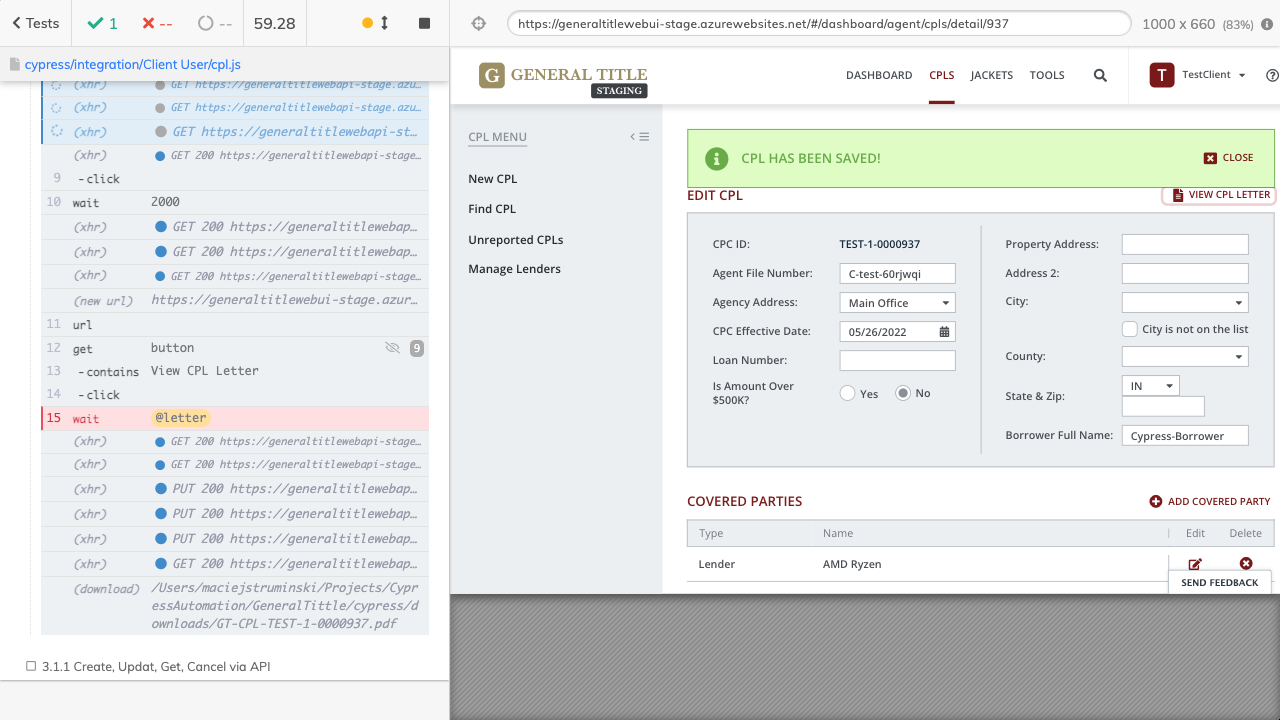 Tests
1
--
--
59.28
cypress/integration/Client User/cpl.js
(xhr) GET 200 https://generaltitlewebapi-stage.azu…
(xhr) GET 200 https://generaltitlewebapi-stage.azu…
(xhr) GET https://generaltitlewebapi-st…
(xhr) GET 200 https://generaltitlewebapi-stage…
9 -click
10 wait 2000
(xhr) GET 200 https://generaltitlewebap…
(xhr) GET 200 https://generaltitlewebap…
(xhr) GET 200 https://generaltitlewebapi-stage…
(new url) https://generaltitlewebui-stage.azur…
11 url
12 get button 9
13 -contains View CPL Letter
14 -click
15 wait @letter
(xhr) GET 200 https://generaltitlewebapi-stage…
(xhr) GET 200 https://generaltitlewebapi-stage…
(xhr) PUT 200 https://generaltitlewebap…
(xhr) PUT 200 https://generaltitlewebap…
(xhr) PUT 200 https://generaltitlewebap…
(xhr) GET 200 https://generaltitlewebap…
(download) /Users/maciejstruminski/Projects/Cypr
essAutomation/GeneralTittle/cypress/d
ownloads/GT-CPL-TEST-1-0000937.pdf
3.1.1 Create, Updat, Get, Cancel via API
https://generaltitlewebui-stage.azurewebsites.net/#/dashboard/agent/cpls/detail/937
1000 x 660 (83%)
G GENERAL TITLE
STAGING
DASHBOARD CPLS JACKETS TOOLS
T TestClient
CPL MENU
New CPL
Find CPL
Unreported CPLs
Manage Lenders
CPL HAS BEEN SAVED!
CLOSE
EDIT CPL
VIEW CPL LETTER
CPC ID: TEST-1-0000937
Agent File Number: C-test-60rjwqi
Agency Address: Main Office
CPC Effective Date: 05/26/2022
Loan Number:
Is Amount Over
$500K?
Yes No
Property Address:
Address 2:
City:
City is not on the list
County:
State & Zip: IN
Borrower Full Name: Cypress-Borrower
COVERED PARTIES
ADD COVERED PARTY
Type Name Edit Delete
Lender AMD Ryzen
SEND FEEDBACK